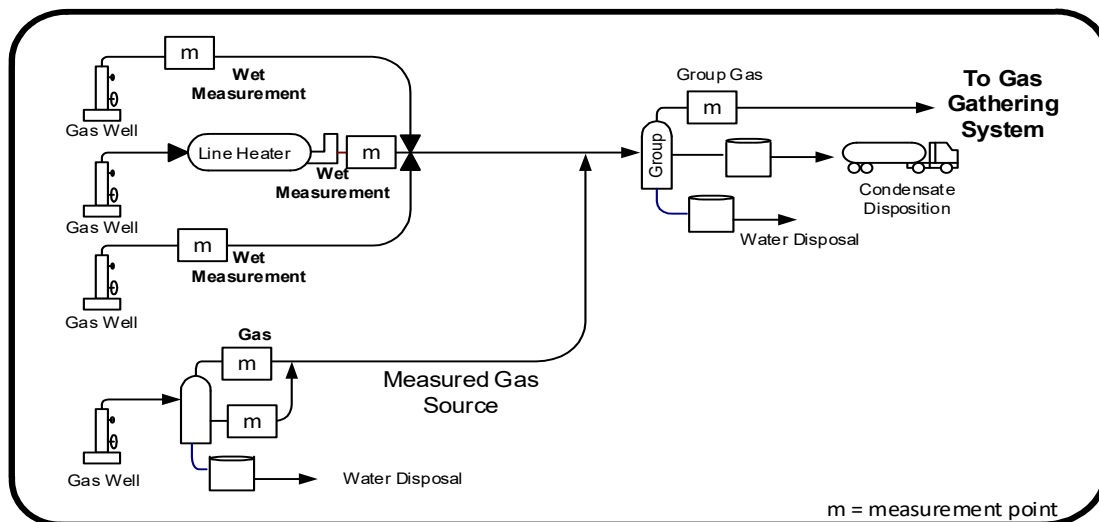 m
Wet
Measurement
Gas Well
Line Heater
m
Wet
Measurement
Gas Well
m
Wet
Measurement
Gas Well
Group Gas
m
To Gas
Gathering
System
Group
Condensate
Disposition
Water Disposal
Gas
m
Measured Gas
Source
m
Gas Well
Water Disposal
m = measurement point